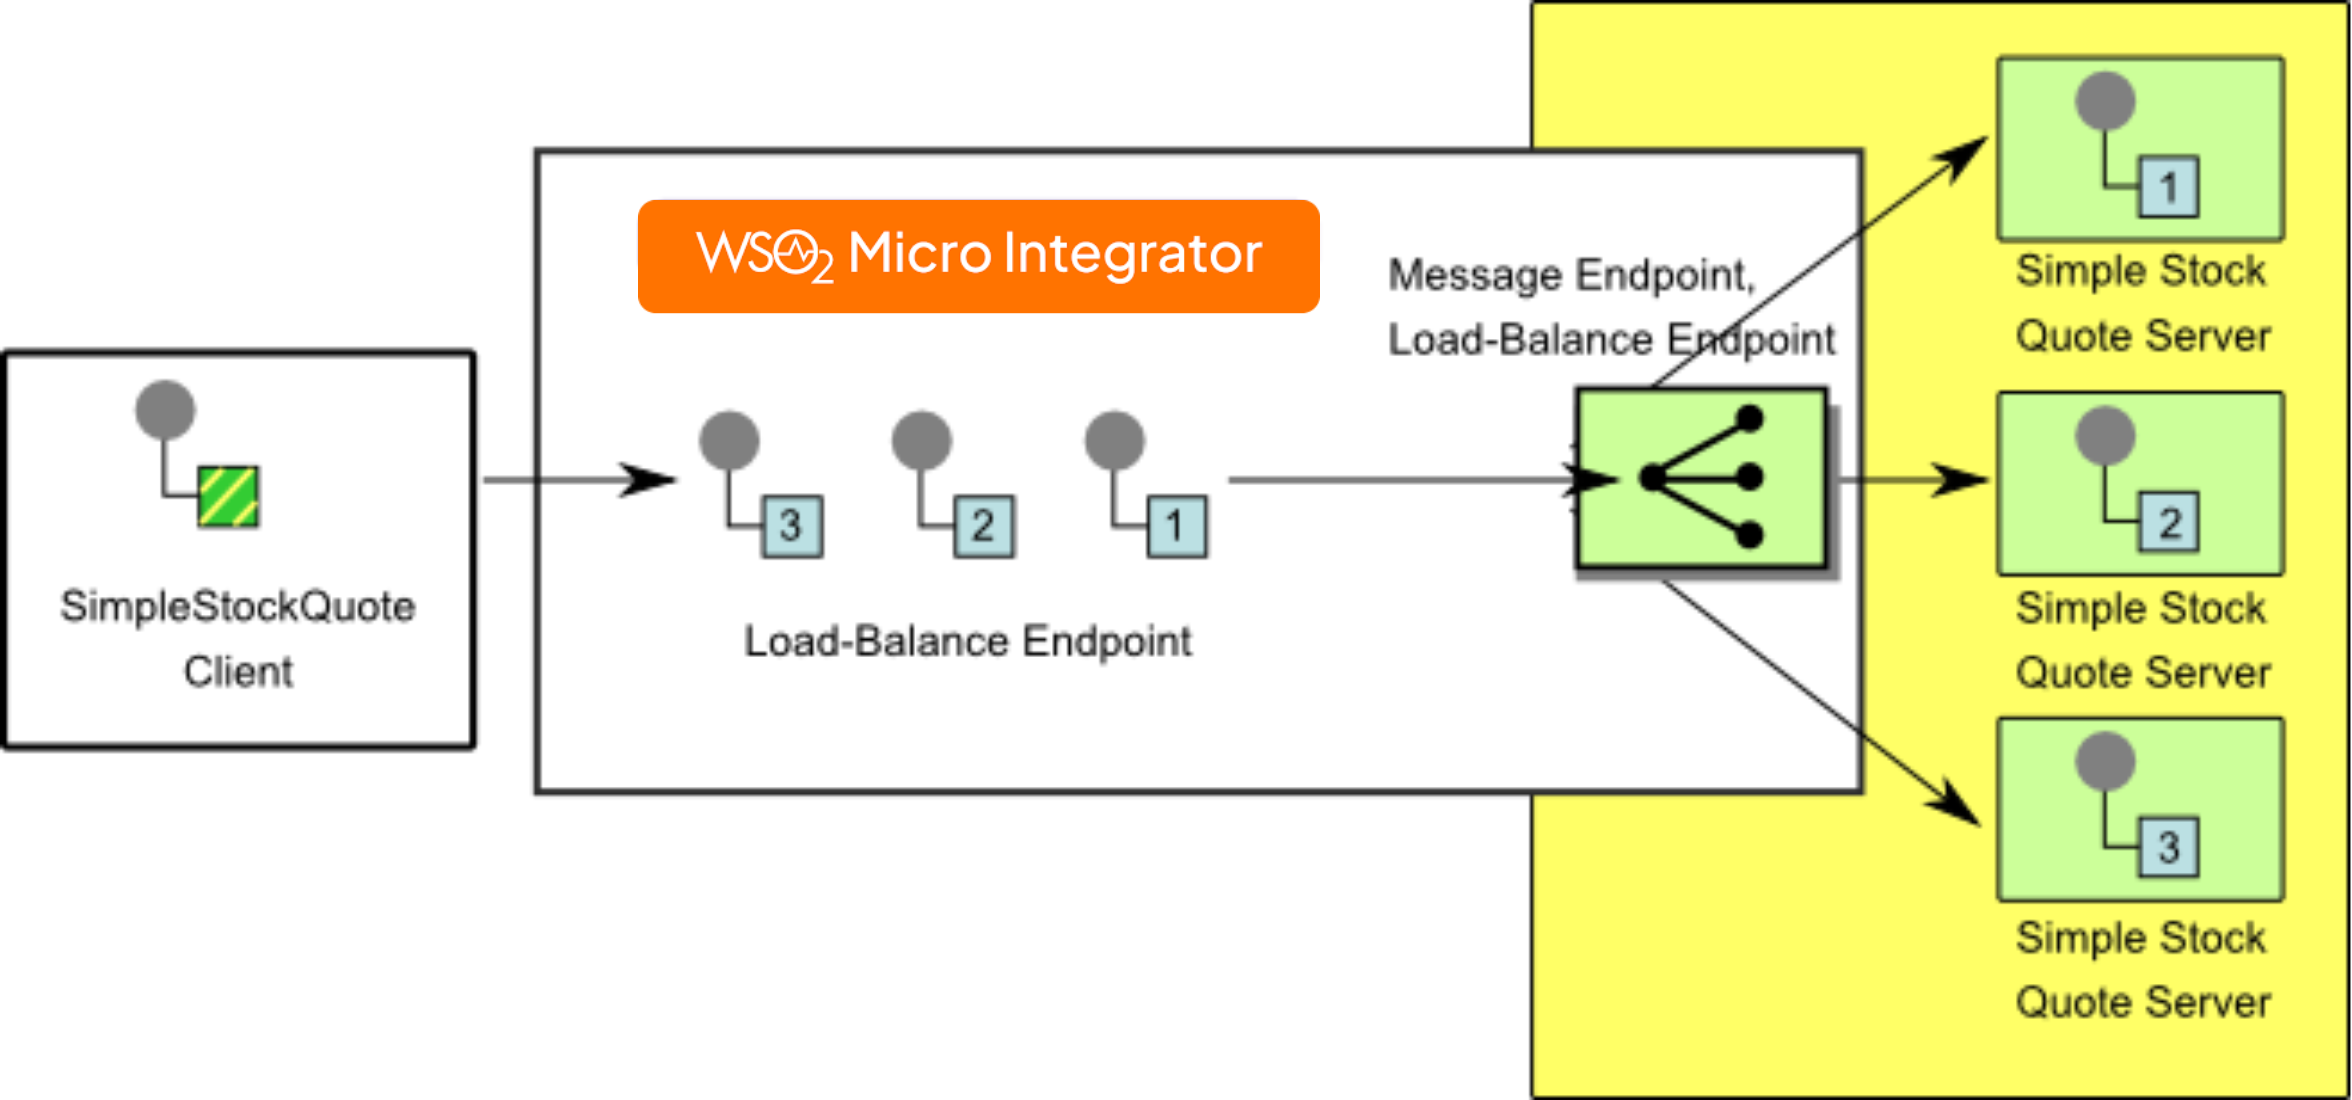 WSO2 Micro Integrator
Message Endpoint,
Load-Balance Endpoint
SimpleStockQuote
Client
3
2
1
Load-Balance Endpoint
1
Simple Stock
Quote Server
2
Simple Stock
Quote Server
3
Simple Stock
Quote Server